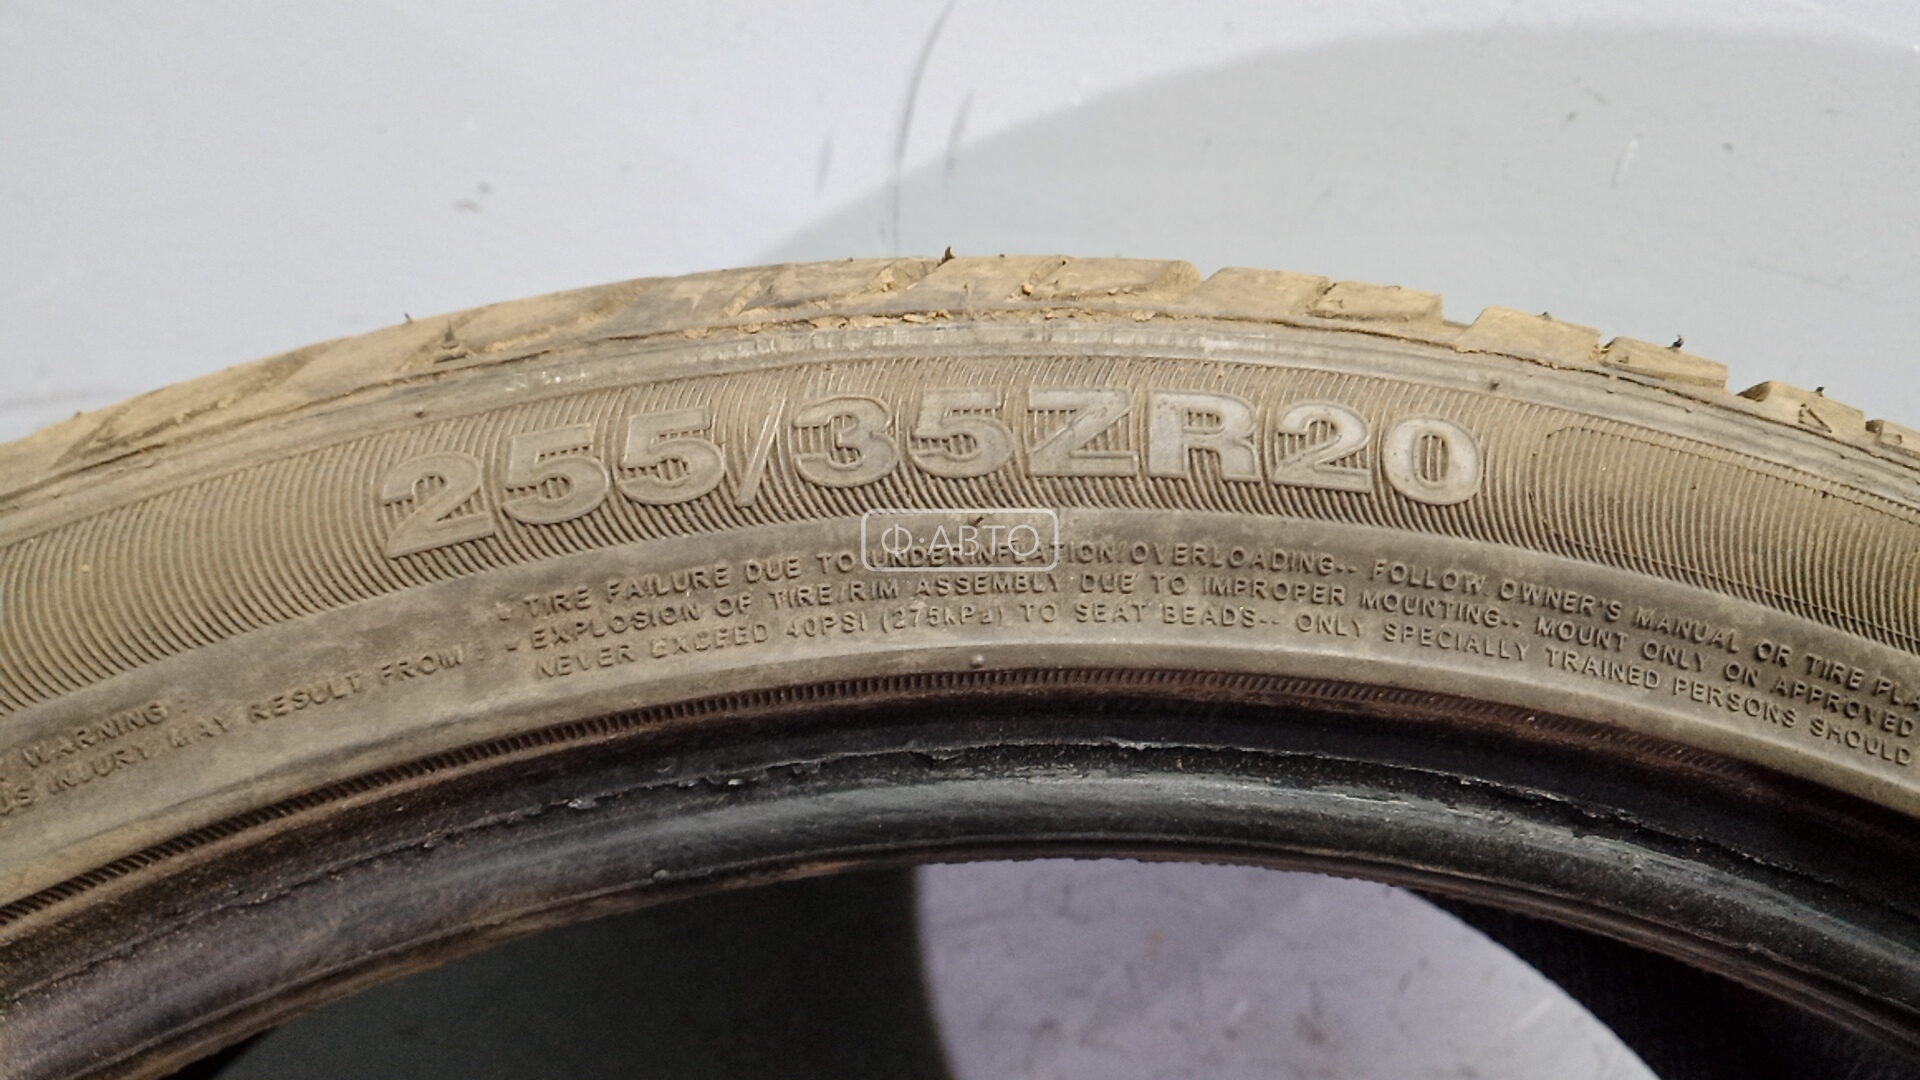 255/35ZR20
Ф·АВТО
WARNING :
INJURY MAY RESULT FROM :
- TIRE FAILURE DUE TO UNDERINFLATION/OVERLOADING-- FOLLOW OWNER'S MANUAL OR TIRE PLA
- EXPLOSION OF TIRE/RIM ASSEMBLY DUE TO IMPROPER MOUNTING-- MOUNT ONLY ON APPROVED
NEVER EXCEED 40PSI (275kPa) TO SEAT BEADS-- ONLY SPECIALLY TRAINED PERSONS SHOULD